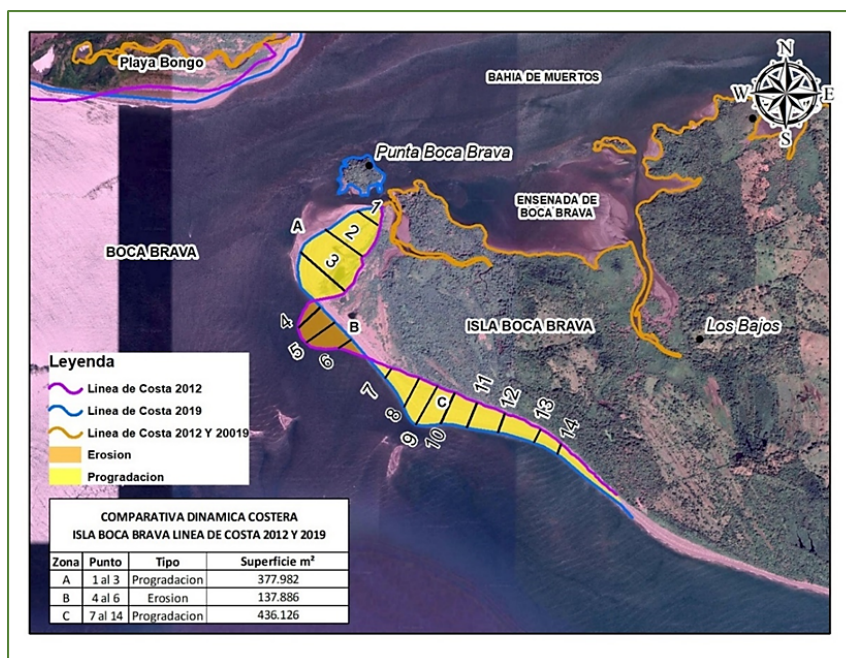 Playa Bongo
BAHIA DE MUERTOS
N
W
E
S
Punta Boca Brava
ENSENADA DE
BOCA BRAVA
A
1
2
3
BOCA BRAVA
B
4
5
6
ISLA BOCA BRAVA
Los Bajos
7
8
9
10
C
11
12
13
14
Leyenda
Linea de Costa 2012
Linea de Costa 2019
Linea de Costa 2012 Y 20019
Erosion
Progradacion
COMPARATIVA DINAMICA COSTERA
ISLA BOCA BRAVA LINEA DE COSTA 2012 Y 2019
Zona Punto Tipo Superficie m²
A 1 al 3 Progradacion 377.982
B 4 al 6 Erosion 137.886
C 7 al 14 Progradacion 436.126